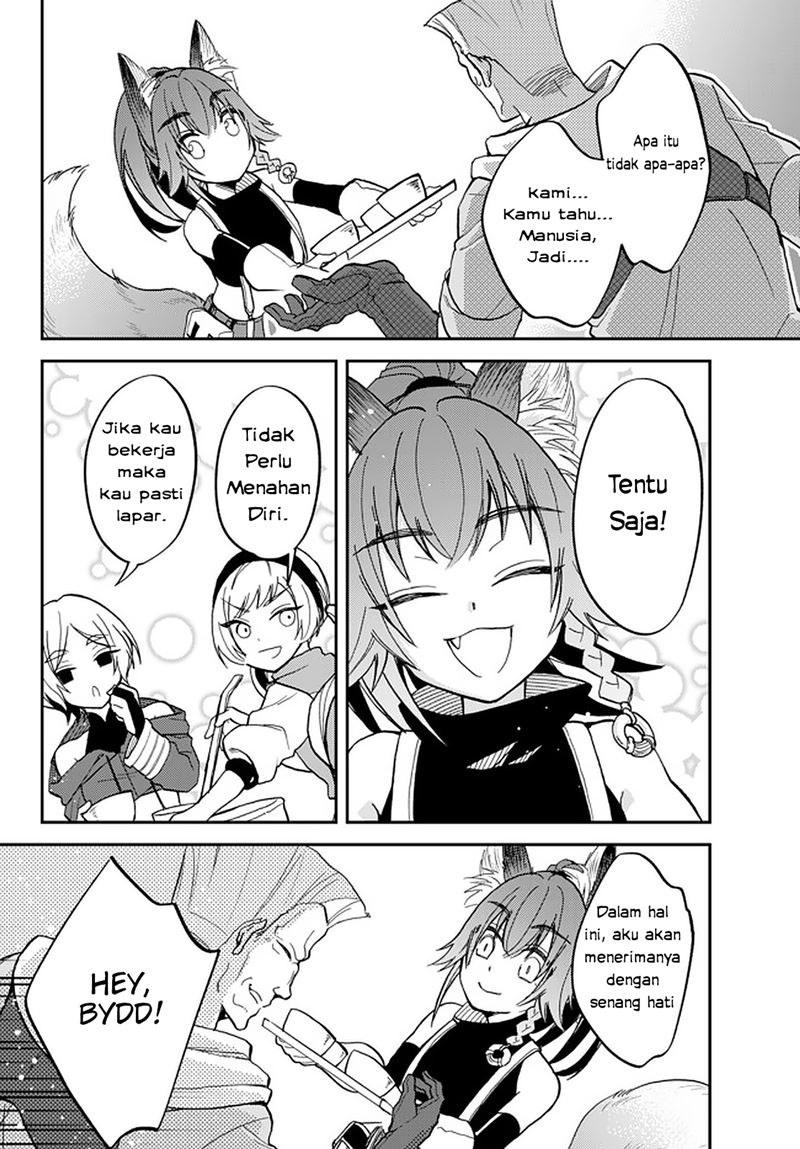 Apa itu
tidak apa-apa?
Kami...
Kamu tahu...
Manusia,
Jadi....
Tentu
Saja!
Tidak
Perlu
Menahan
Diri.
Jika kau
bekerja
maka
kau pasti
lapar.
Dalam hal
ini, aku akan
menerimanya
dengan
senang hati
HEY,
BYDD!